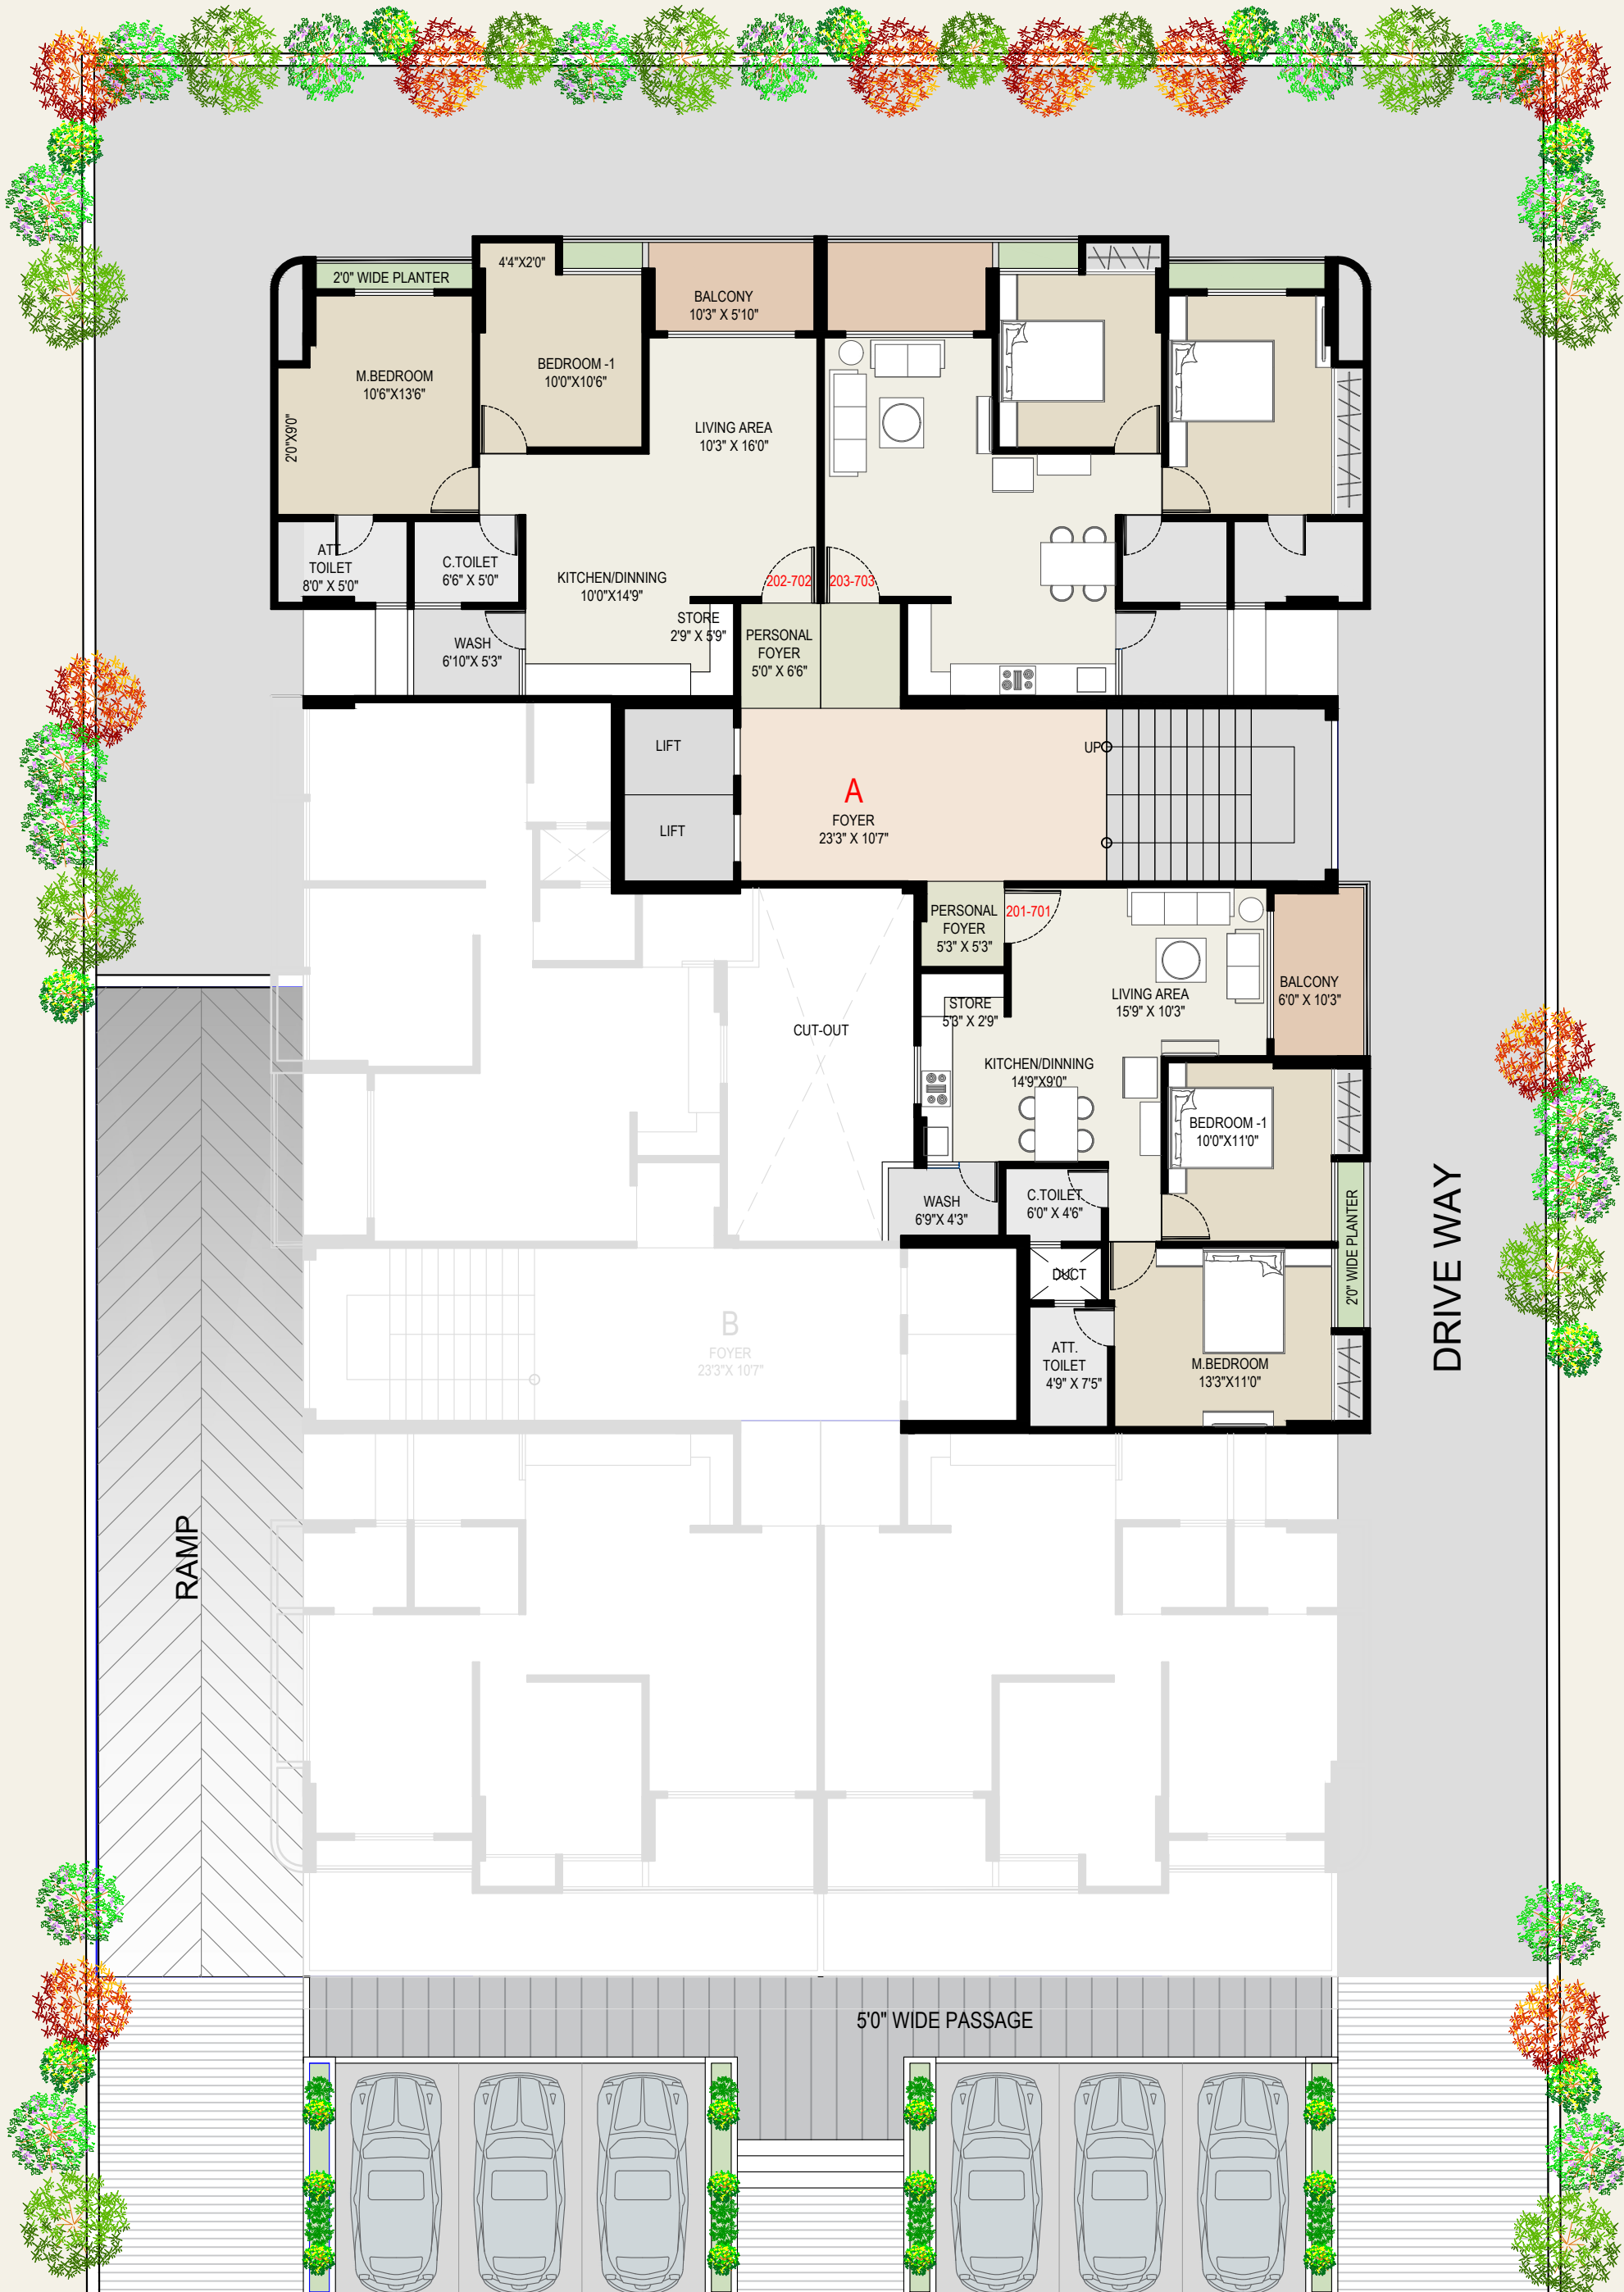 4'4"X2'0"
2'0" WIDE PLANTER
BALCONY
10'3" X 5'10"
BEDROOM -1
10'0"X10'6"
M.BEDROOM
10'6"X13'6"
2'0"X9'0"
LIVING AREA
10'3" X 16'0"
ATT.
TOILET
8'0" X 5'0"
C.TOILET
6'6" X 5'0"
KITCHEN/DINNING
10'0"X14'9"
202-702
203-703
STORE
2'9" X 5'9"
WASH
6'10"X 5'3"
PERSONAL
FOYER
5'0" X 6'6"
LIFT
UP
A
FOYER
23'3" X 10'7"
LIFT
PERSONAL
FOYER
5'3" X 5'3"
201-701
BALCONY
6'0" X 10'3"
LIVING AREA
15'9" X 10'3"
STORE
5'3" X 2'9"
CUT-OUT
KITCHEN/DINNING
14'9"X9'0"
BEDROOM -1
10'0"X11'0"
WASH
6'9"X 4'3"
C.TOILET
6'0" X 4'6"
2'0" WIDE PLANTER
DRIVE WAY
DUCT
B
FOYER
23'3"X 10'7"
ATT.
TOILET
4'9" X 7'5"
M.BEDROOM
13'3"X11'0"
RAMP
5'0" WIDE PASSAGE